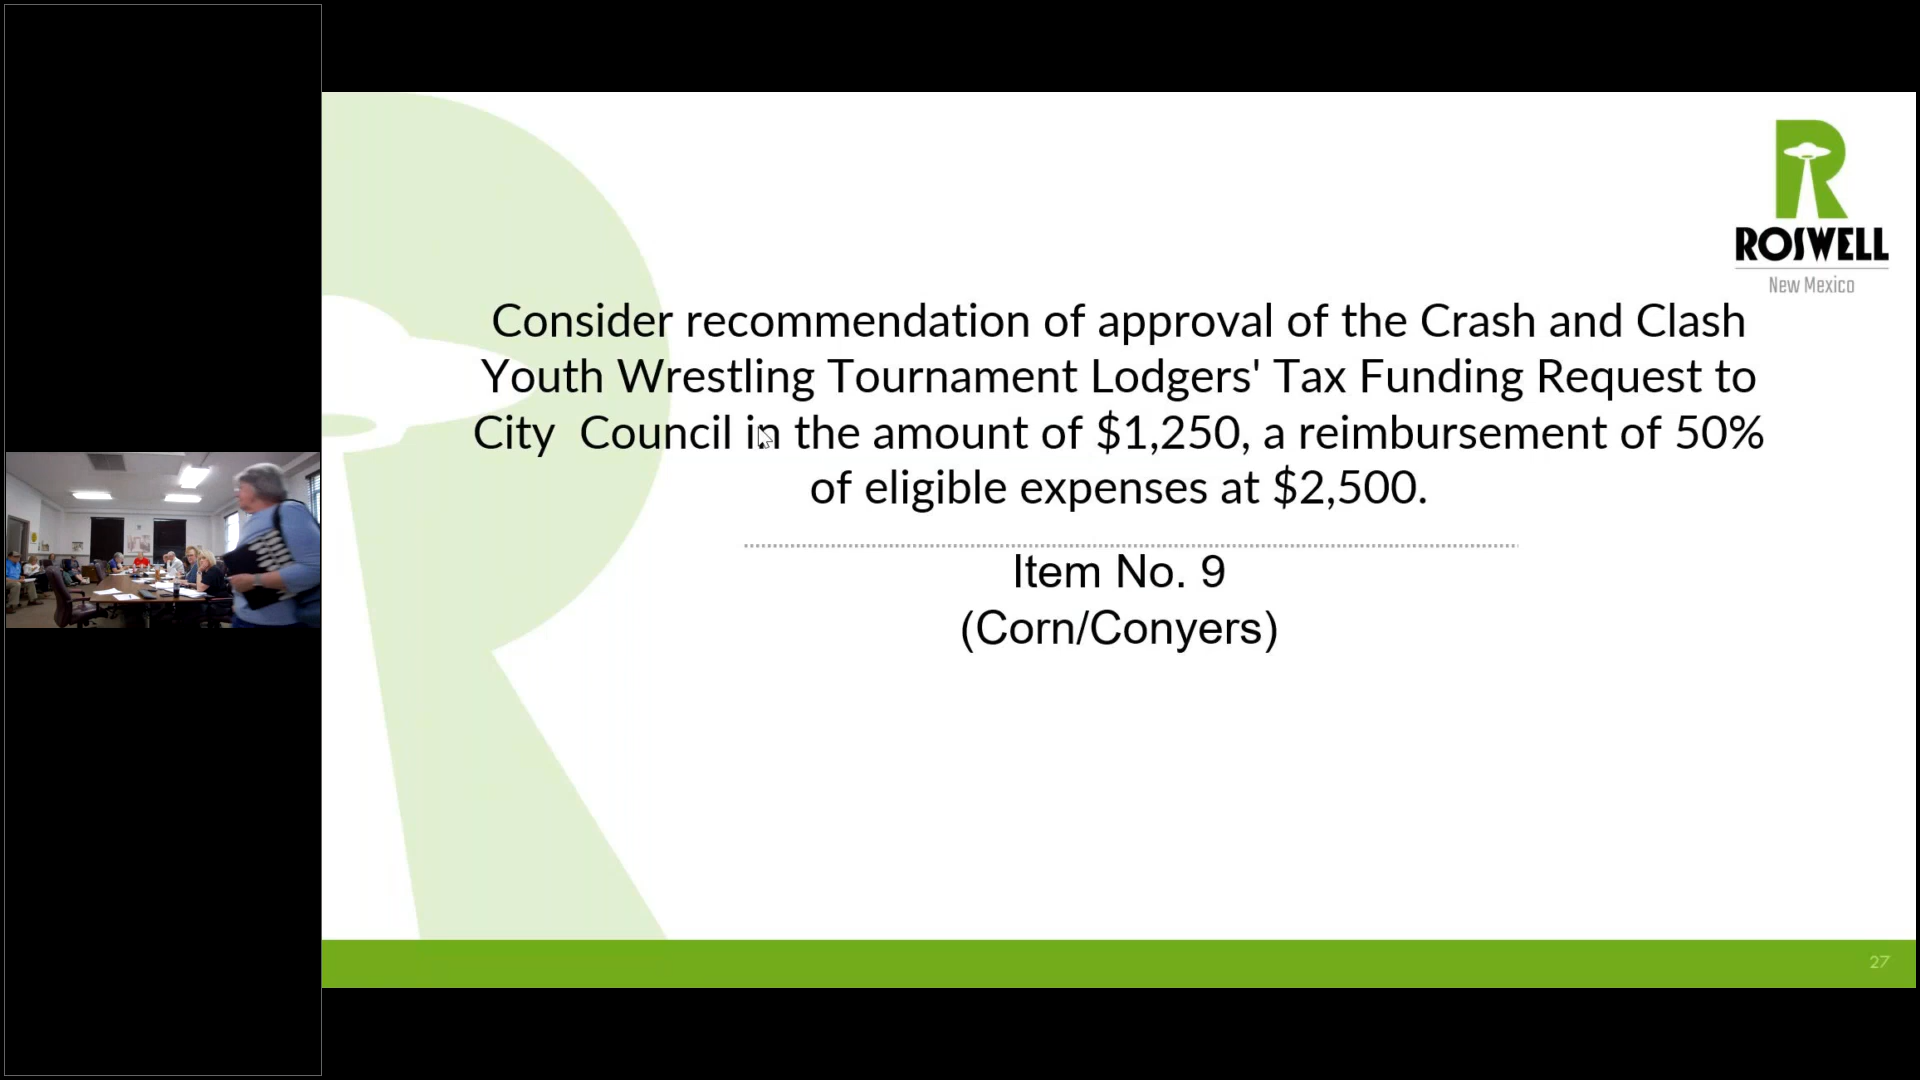 ROSWELL
New Mexico
Consider recommendation of approval of the Crash and Clash
Youth Wrestling Tournament Lodgers' Tax Funding Request to
City  Council in the amount of $1,250, a reimbursement of 50%
of eligible expenses at $2,500.
Item No. 9
(Corn/Conyers)
27